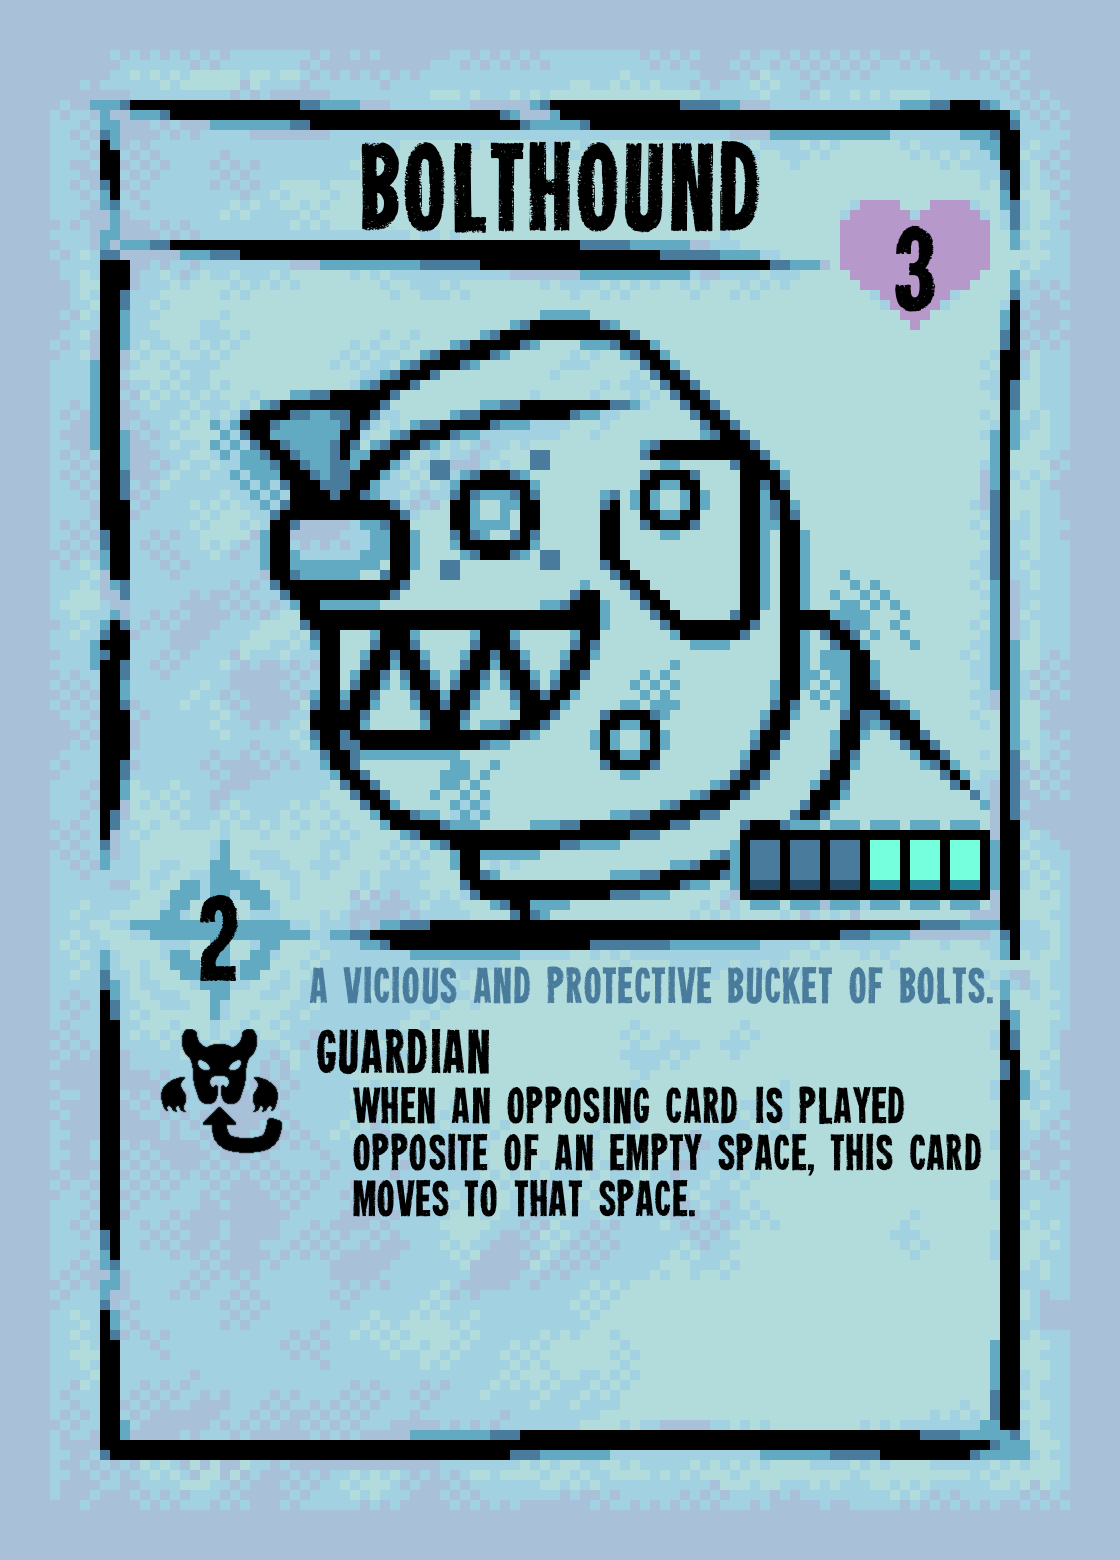 BOLTHOUND
3
2
A VICIOUS AND PROTECTIVE BUCKET OF BOLTS.
GUARDIAN
WHEN AN OPPOSING CARD IS PLAYED
OPPOSITE OF AN EMPTY SPACE, THIS CARD
MOVES TO THAT SPACE.